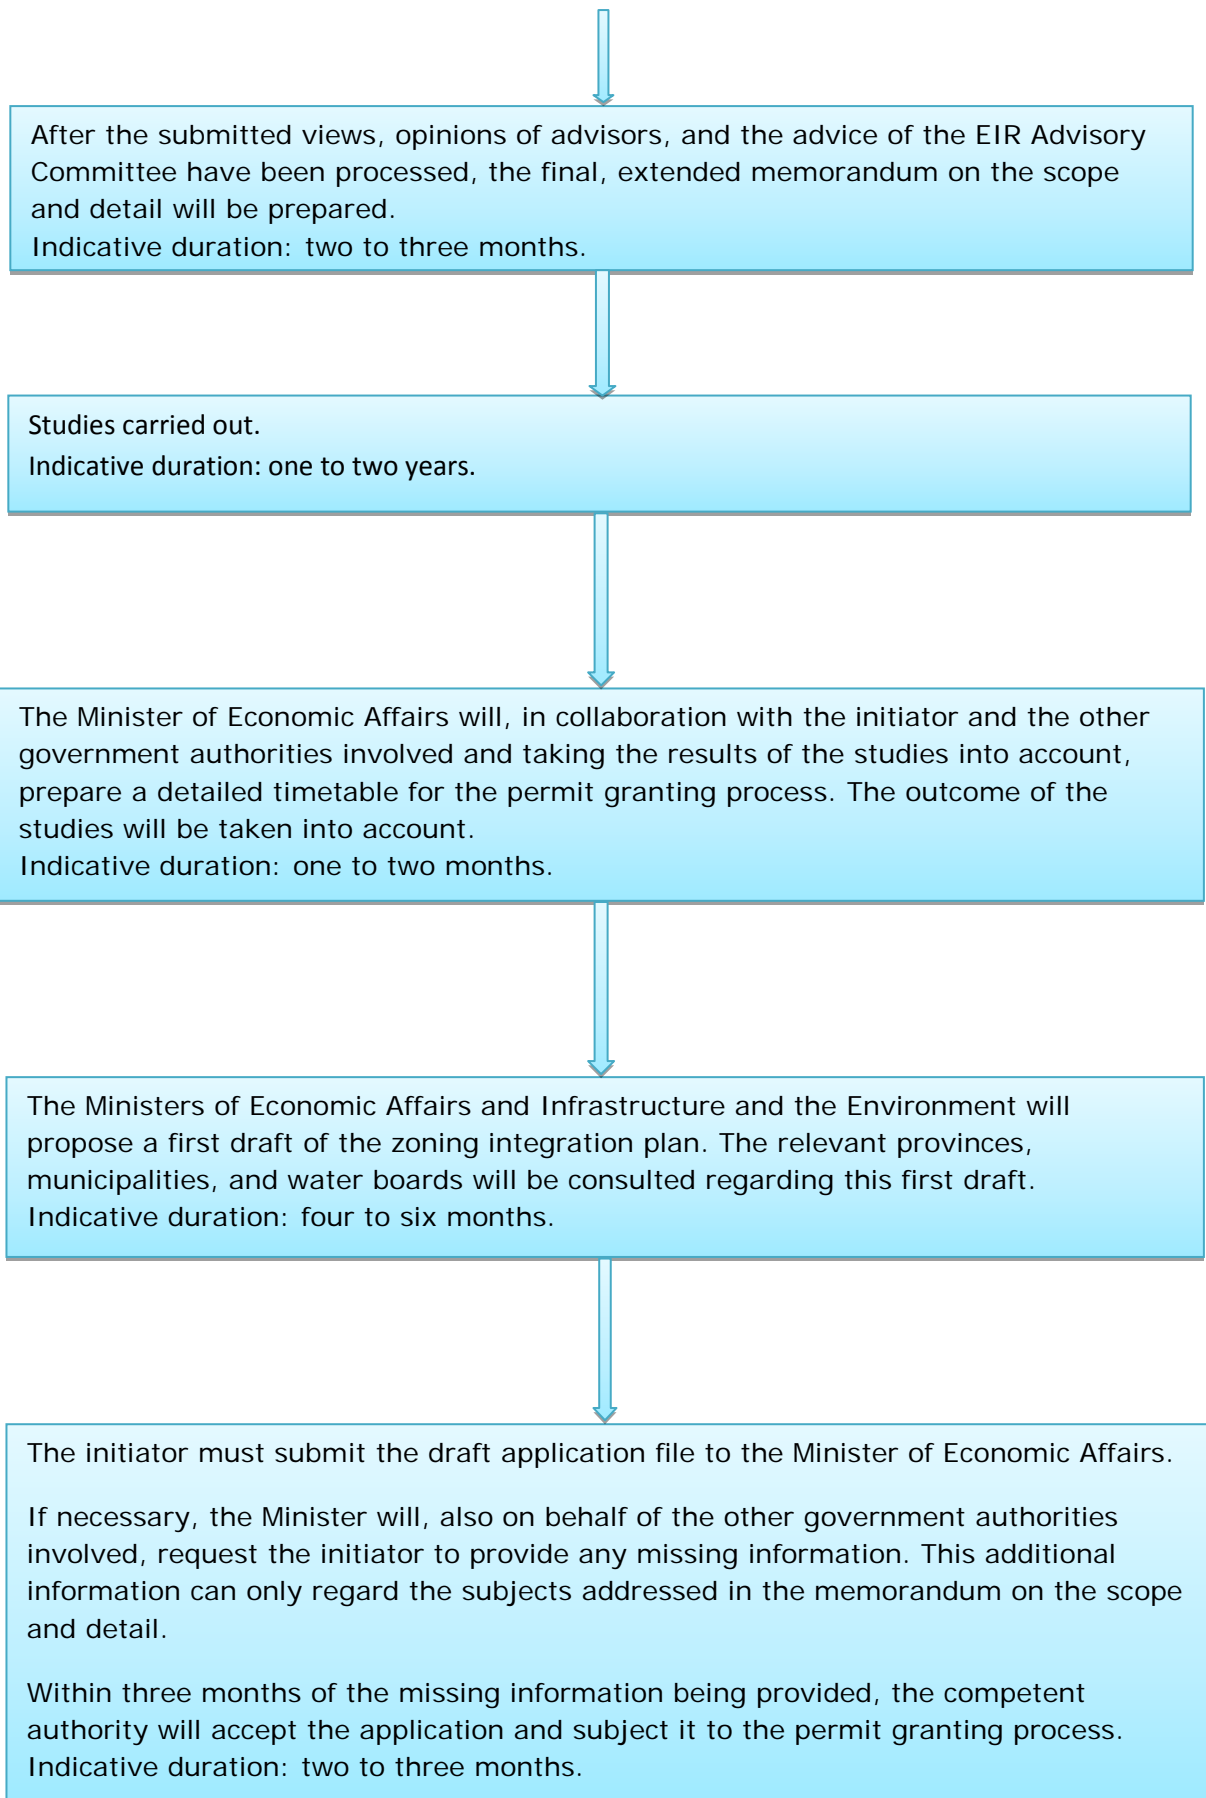 After the submitted views, opinions of advisors, and the advice of the EIR Advisory
Committee have been processed, the final, extended memorandum on the scope
and detail will be prepared.
Indicative duration: two to three months.
Studies carried out.
Indicative duration: one to two years.
The Minister of Economic Affairs will, in collaboration with the initiator and the other
government authorities involved and taking the results of the studies into account,
prepare a detailed timetable for the permit granting process. The outcome of the
studies will be taken into account.
Indicative duration: one to two months.
The Ministers of Economic Affairs and Infrastructure and the Environment will
propose a first draft of the zoning integration plan. The relevant provinces,
municipalities, and water boards will be consulted regarding this first draft.
Indicative duration: four to six months.
The initiator must submit the draft application file to the Minister of Economic Affairs.
If necessary, the Minister will, also on behalf of the other government authorities
involved, request the initiator to provide any missing information. This additional
information can only regard the subjects addressed in the memorandum on the scope
and detail.
Within three months of the missing information being provided, the competent
authority will accept the application and subject it to the permit granting process.
Indicative duration: two to three months.